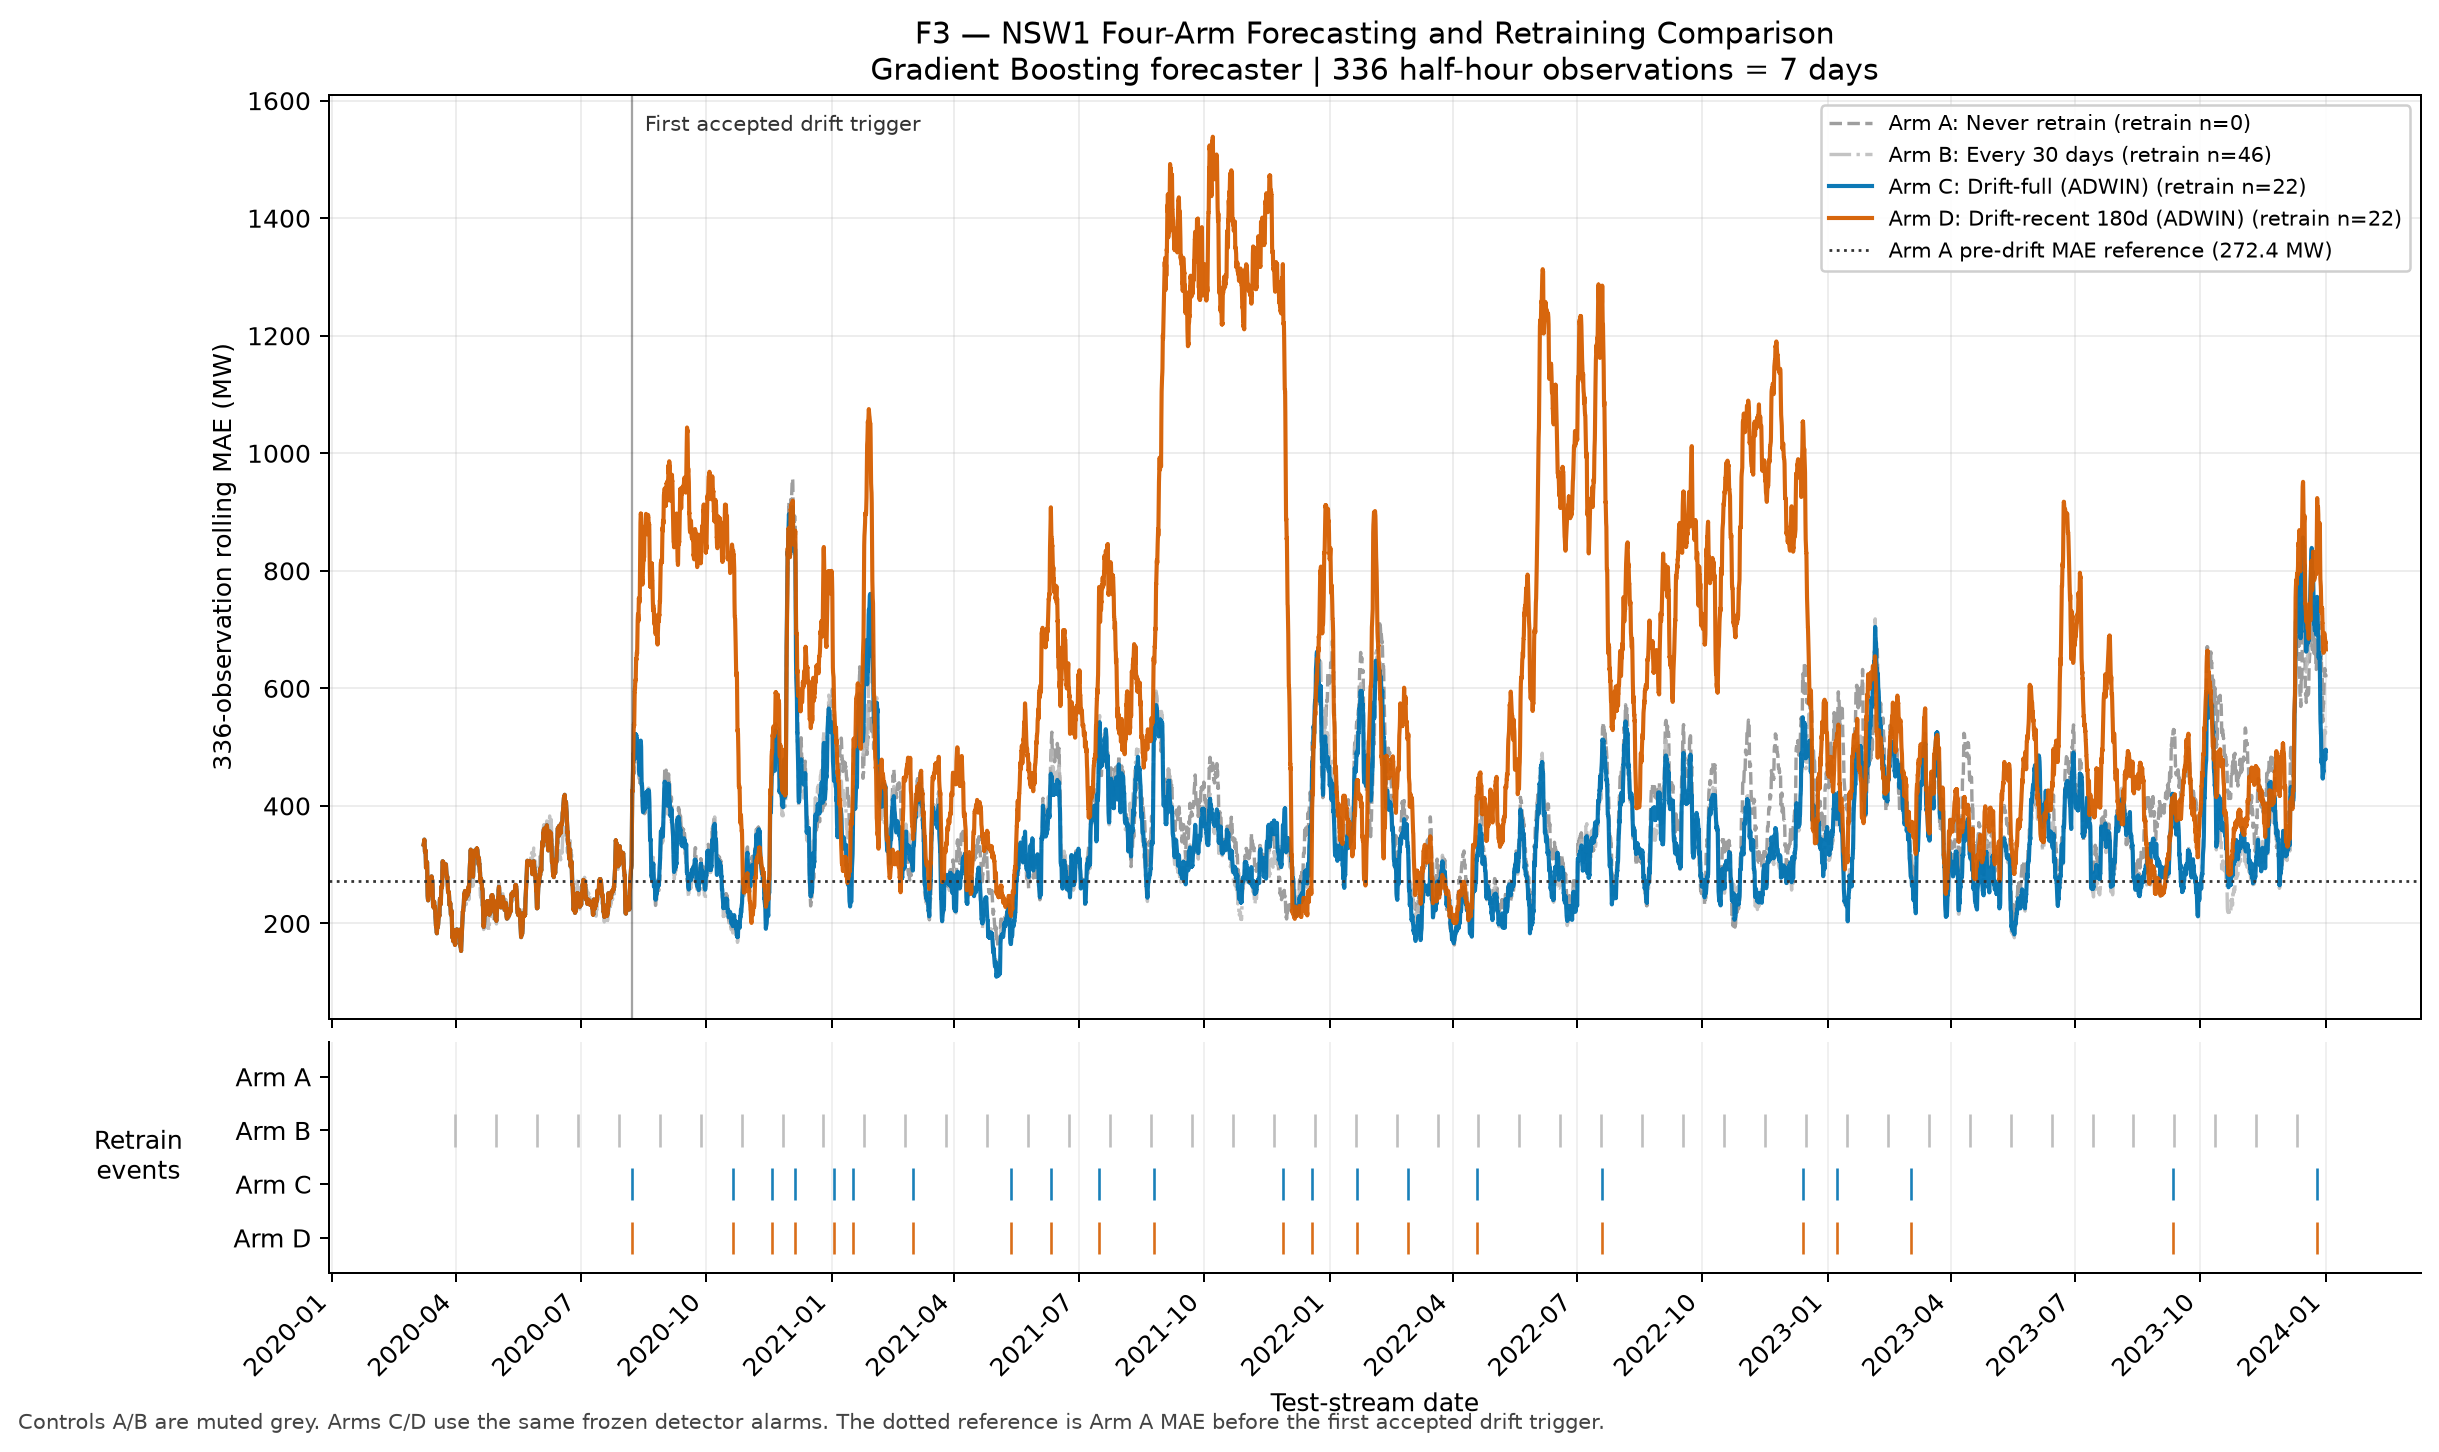 F3 — NSW1 Four-Arm Forecasting and Retraining Comparison
Gradient Boosting forecaster | 336 half-hour observations = 7 days
First accepted drift trigger
Arm A: Never retrain (retrain n=0)
Arm B: Every 30 days (retrain n=46)
Arm C: Drift-full (ADWIN) (retrain n=22)
Arm D: Drift-recent 180d (ADWIN) (retrain n=22)
Arm A pre-drift MAE reference (272.4 MW)
336-observation rolling MAE (MW)
1600
1400
1200
1000
800
600
400
200
Retrain
events
Arm A
Arm B
Arm C
Arm D
2020-01
2020-04
2020-07
2020-10
2021-01
2021-04
2021-07
2021-10
2022-01
2022-04
2022-07
2022-10
2023-01
2023-04
2023-07
2023-10
2024-01
Test-stream date
Controls A/B are muted grey. Arms C/D use the same frozen detector alarms. The dotted reference is Arm A MAE before the first accepted drift trigger.